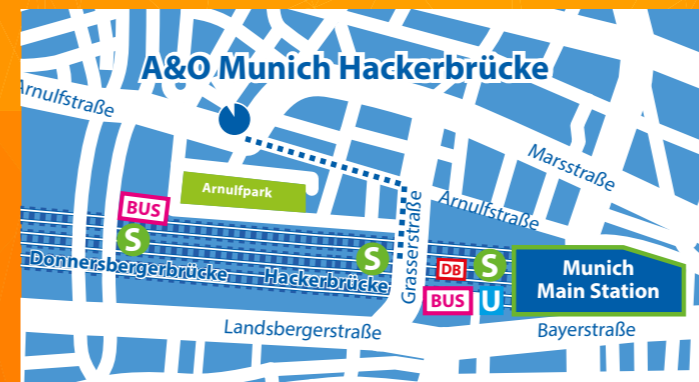 A&O Munich Hackerbrücke
Arnulfstraße
Marsstraße
Arnulfpark
Arnulfstraße
BUS
S
Grasserstraße
Donnersbergerbrücke
Hackerbrücke
S
DB
S
BUS
U
Munich
Main Station
Landsbergerstraße
Bayerstraße